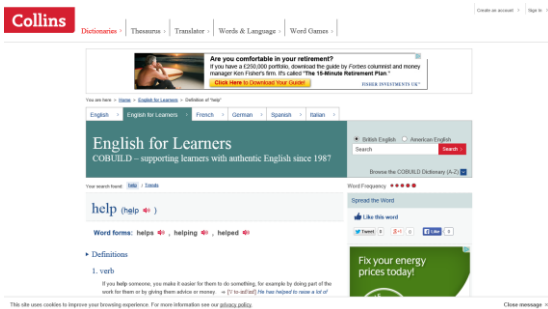 Create an account
Sign in
Collins
Dictionaries
Thesaurus
Translator
Words & Language
Word Games
Are you comfortable in your retirement?
If you have a £250,000 portfolio, download the guide by Forbes columnist and money
manager Ken Fisher's firm. It's called "The 15-Minute Retirement Plan."
Click Here to Download Your Guide!
FISHER INVESTMENTS UK
You are here > Home > English for Learners > Definition of "help"
English
English for Learners
French
German
Spanish
Italian
English for Learners
COBUILD – supporting learners with authentic English since 1987
British English
American English
Search
Search
Browse the COBUILD Dictionary (A-Z)
Your search found:
help
Word Frequency
help (help )
Spread the Word
Like this word
Tweet 0
+1 0
Like 0
Word forms: helps , helping , helped
Definitions
1. verb
If you help someone, you make it easier for them to do something, for example by doing part of the
work for them or by giving them advice or money.
He has helped to raise a lot of
Fix your energy
prices today!
This site uses cookies to improve your browsing experience. For more information see our privacy policy.
Close message ×